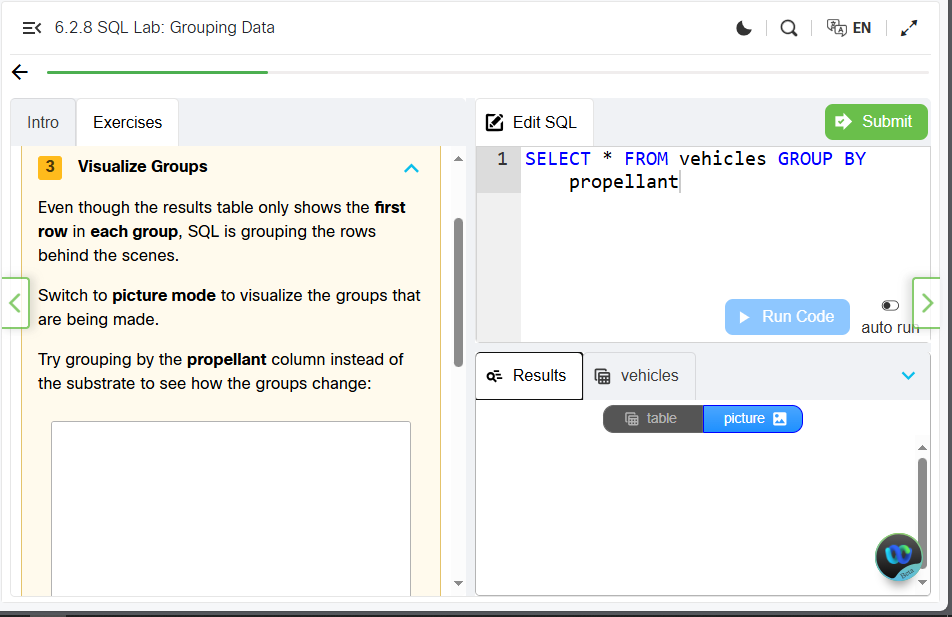 6.2.8 SQL Lab: Grouping Data
EN
Intro
Exercises
3
Visualize Groups
Even though the results table only shows the first
row in each group, SQL is grouping the rows
behind the scenes.
Switch to picture mode to visualize the groups that
are being made.
Try grouping by the propellant column instead of
the substrate to see how the groups change:
Edit SQL
Submit
1
SELECT * FROM vehicles GROUP BY
propellant
Run Code
auto run
Results
vehicles
table
picture
Beta